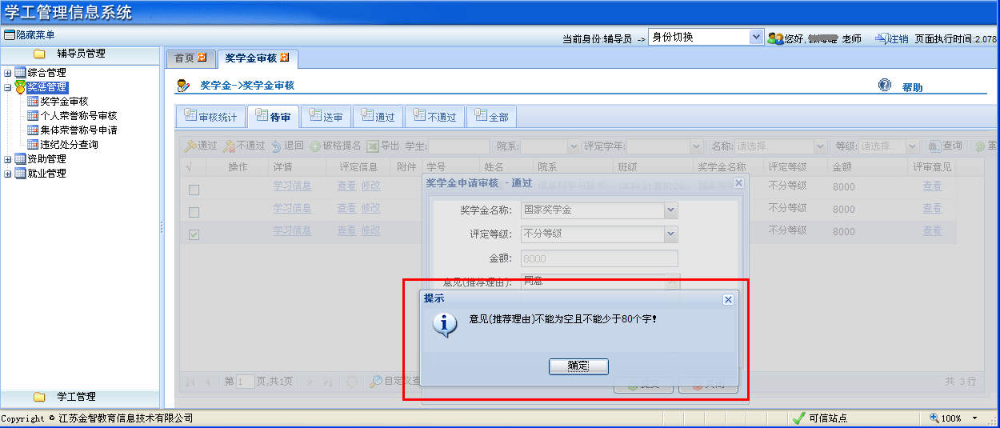 学工管理信息系统
隐藏菜单
当前身份:辅导员 -> 身份切换 您好, 老师 注销 页面执行时间:2.078
辅导员管理
首页 奖学金审核
综合管理
奖惩管理
奖学金审核
个人荣誉称号审核
集体荣誉称号申请
违纪处分查询
资助管理
就业管理
奖学金->奖学金审核 帮助
审核统计 待审 送审 通过 不通过 全部
通过 不通过 退回 破格提名 导出 学生: 院系: 评定学年: 名称: 请选择.. 等级: 请选择.. 查询 重
√ 操作 详情 评定信息 附件 学号 姓名 院系 班级 奖学金名称 评定等级 金额 评审意见
学习信息 查看 修改 不分等级 8000 查看
学习信息 查看 修改 不分等级 8000 查看
学习信息 查看 修改 不分等级 8000 查看
奖学金申请审核 - 通过
奖学金名称: 国家奖学金
评定等级: 不分等级
金额: 8000
意见(推荐理由): 同意
提示
意见(推荐理由)不能为空且不能少于80个字!
确定
提交 关闭
第 1 页,共1页 自定义查
共 3 行
学工管理
Copyright © 江苏金智教育信息技术有限公司
可信站点 100%